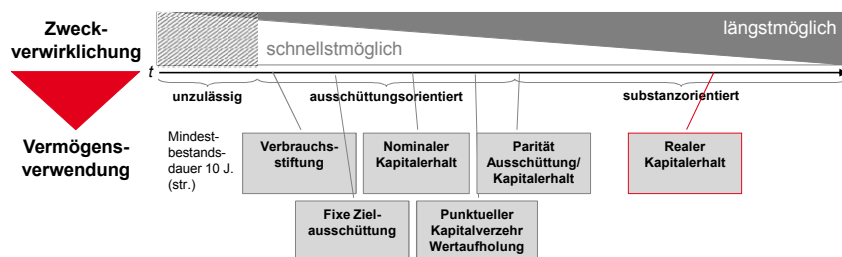 Zweck-
verwirklichung
längstmöglich
schnellstmöglich
t
unzulässig
ausschüttungsorientiert
substanzorientiert
Vermögens-
verwendung
Mindest-
bestands-
dauer 10 J.
(str.)
Verbrauchs-
stiftung
Nominaler
Kapitalerhalt
Parität
Ausschüttung/
Kapitalerhalt
Realer
Kapitalerhalt
Fixe Ziel-
ausschüttung
Punktueller
Kapitalverzehr
Wertaufholung